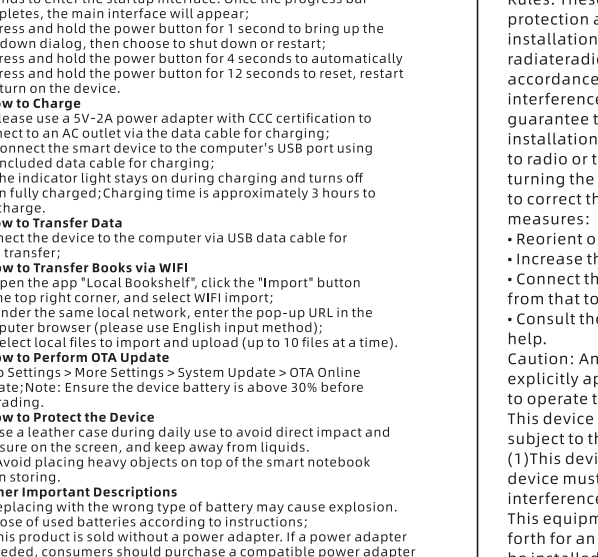 nds to enter the startup interface. Once the progress bar
pletes, the main interface will appear;
ress and hold the power button for 1 second to bring up the
down dialog, then choose to shut down or restart;
ress and hold the power button for 4 seconds to automatically
ress and hold the power button for 12 seconds to reset, restart
turn on the device.
ow to Charge
lease use a 5V-2A power adapter with CCC certification to
nect to an AC outlet via the data cable for charging;
onnect the smart device to the computer's USB port using
ncluded data cable for charging;
he indicator light stays on during charging and turns off
n fully charged;Charging time is approximately 3 hours to
charge.
ow to Transfer Data
nect the device to the computer via USB data cable for
transfer;
ow to Transfer Books via WIFI
pen the app "Local Bookshelf", click the "Import" button
he top right corner, and select WIFI import;
nder the same local network, enter the pop-up URL in the
puter browser (please use English input method);
elect local files to import and upload (up to 10 files at a time).
ow to Perform OTA Update
o Settings > More Settings > System Update > OTA Online
ate;Note: Ensure the device battery is above 30% before
rading.
ow to Protect the Device
se a leather case during daily use to avoid direct impact and
sure on the screen, and keep away from liquids.
Avoid placing heavy objects on top of the smart notebook
n storing.
her Important Descriptions
eplacing with the wrong type of battery may cause explosion.
ose of used batteries according to instructions;
his product is sold without a power adapter. If a power adapter
eded, consumers should purchase a compatible power adapter
Rules. These
protection a
installation
radiateradi
accordance
interference
guarantee t
installation
to radio or t
turning the
to correct th
measures:
• Reorient o
• Increase th
• Connect th
from that to
• Consult the
help.
Caution: An
explicitly ap
to operate t
This device
subject to th
(1)This devi
device must
interference
This equipm
forth for an
be installed